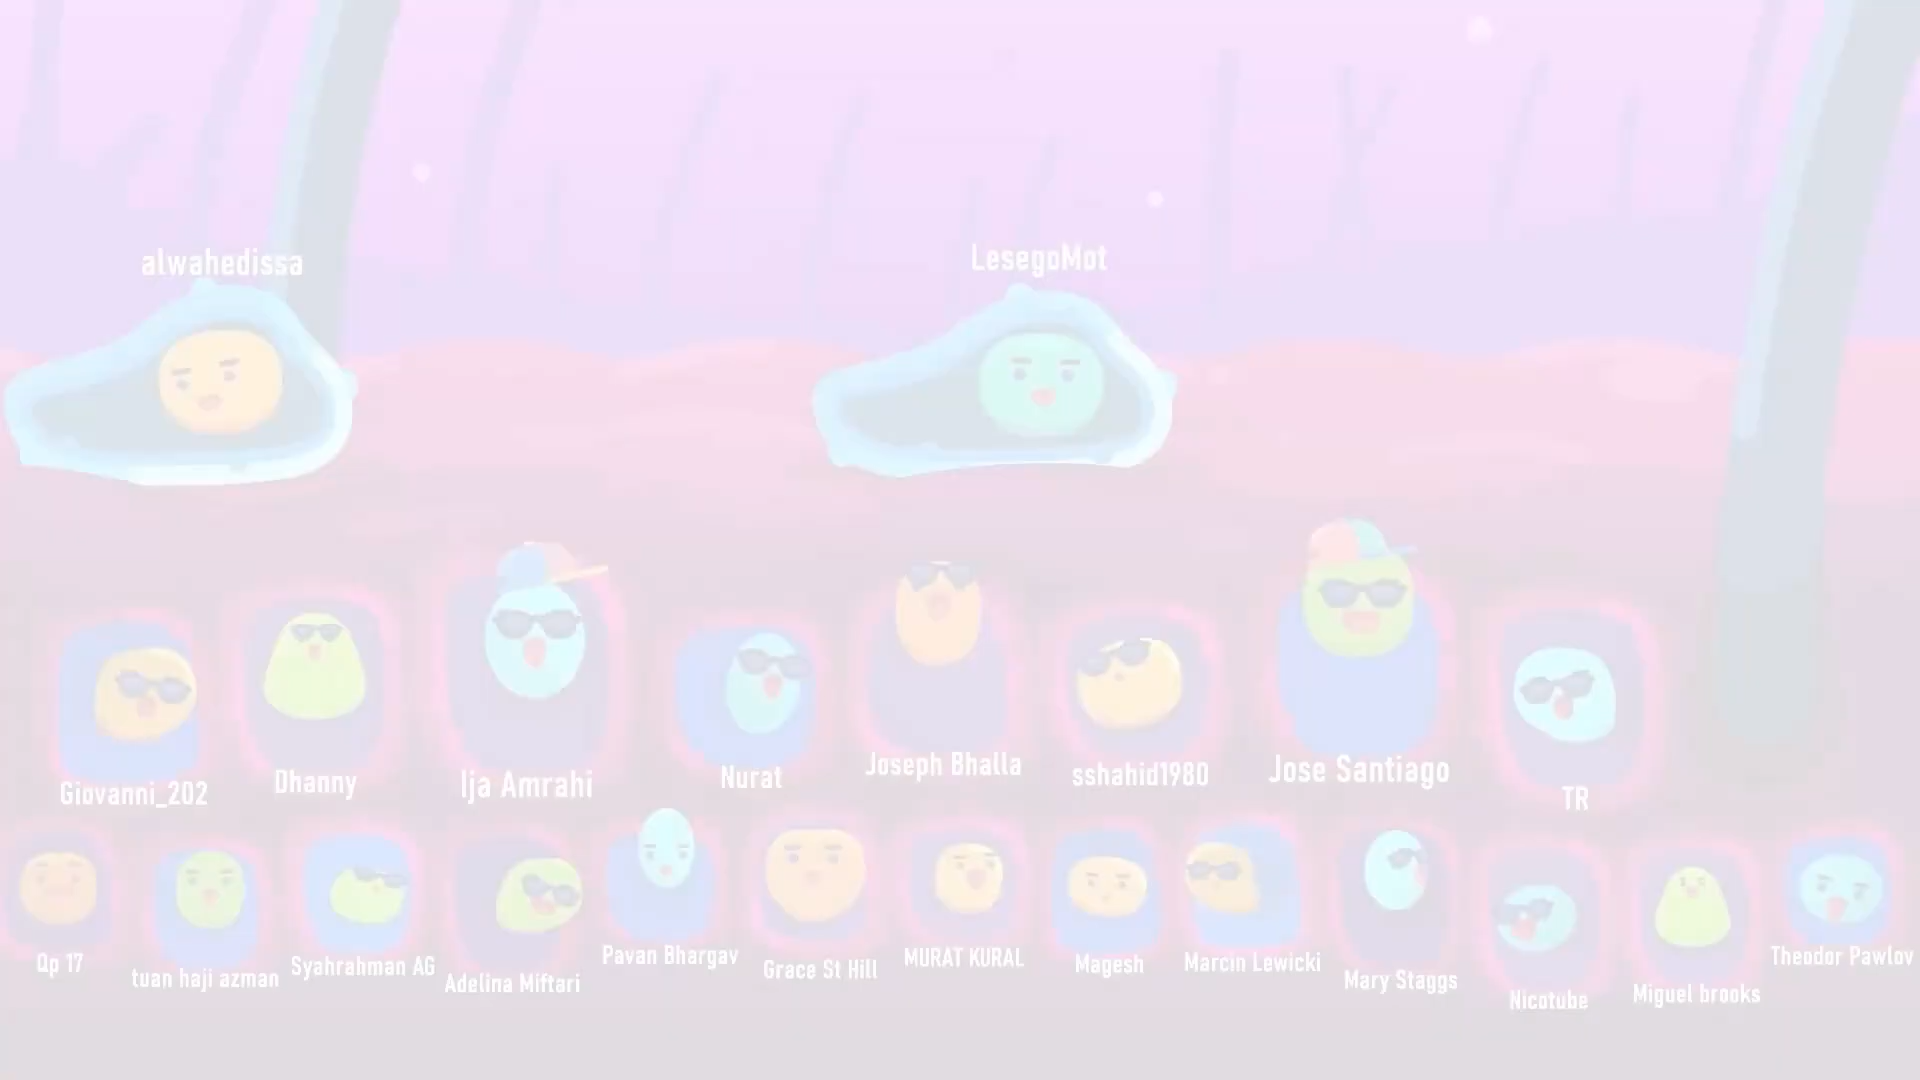 alwahedissa
LesegoMot
Giovanni_202
Dhanny
Ija Amrahi
Nurat
Joseph Bhalla
sshahid1980
Jose Santiago
TR
Qp 17
tuan haji azman
Syahrahman AG
Adelina Miftari
Pavan Bhargav
Grace St Hill
MURAT KURAL
Magesh
Marcin Lewicki
Mary Staggs
Nicotube
Miguel brooks
Theodor Pawlov